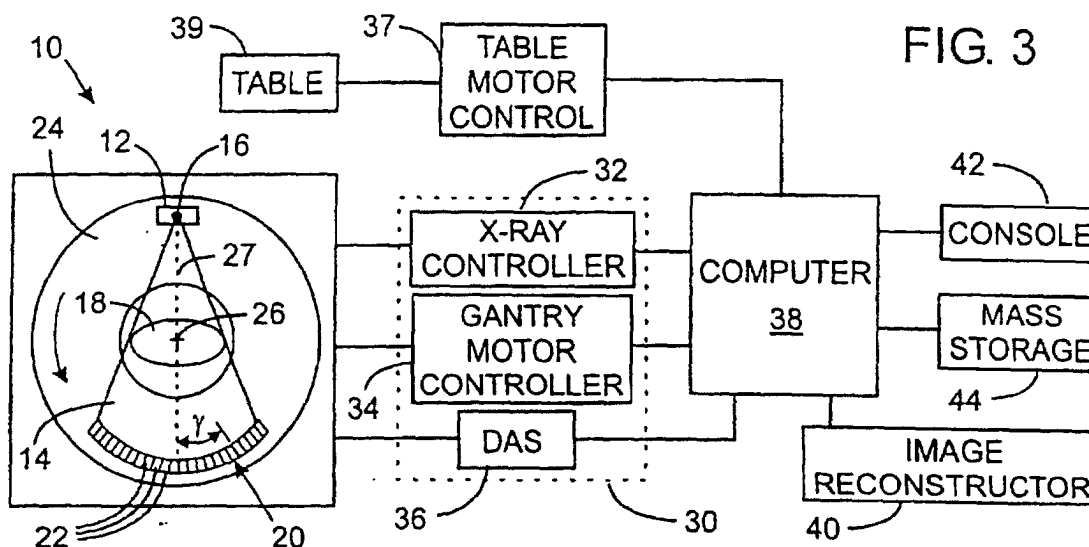 FIG. 3
10
39
TABLE
37
TABLE
MOTOR
CONTROL
24
12
16
32
X-RAY
CONTROLLER
27
18
26
GANTRY
MOTOR
CONTROLLER
34
14
γ
DAS
36
30
22
20
COMPUTER
38
42
CONSOLE
MASS
STORAGE
44
IMAGE
RECONSTRUCTOR
40